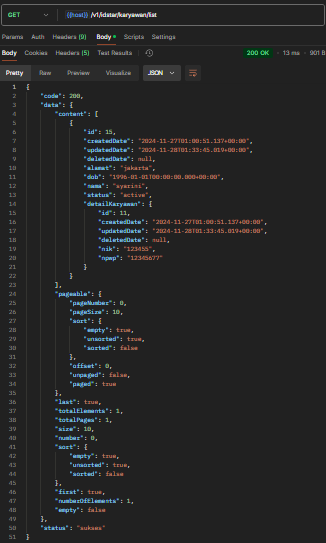 GET {{host}} /v1/idstar/karyawan/list
Params Auth Headers (9) Body Scripts Settings
Body Cookies Headers (5) Test Results 200 OK 13 ms 901 B
Pretty Raw Preview Visualize JSON
1 {
2 "code": 200,
3 "data": {
4 "content": [
5 {
6 "id": 15,
7 "createdDate": "2024-11-27T01:00:51.137+00:00",
8 "updatedDate": "2024-11-28T01:33:45.019+00:00",
9 "deletedDate": null,
10 "alamat": "jakarta",
11 "dob": "1996-01-01T00:00:00.000+00:00",
12 "nama": "syarini",
13 "status": "active",
14 "detailKaryawan": {
15 "id": 11,
16 "createdDate": "2024-11-27T01:00:51.137+00:00",
17 "updatedDate": "2024-11-28T01:33:45.019+00:00",
18 "deletedDate": null,
19 "nik": "123455",
20 "npwp": "12345677"
21 }
22 }
23 ],
24 "pageable": {
25 "pageNumber": 0,
26 "pageSize": 10,
27 "sort": {
28 "empty": true,
29 "unsorted": true,
30 "sorted": false
31 },
32 "offset": 0,
33 "unpaged": false,
34 "paged": true
35 },
36 "last": true,
37 "totalElements": 1,
38 "totalPages": 1,
39 "size": 10,
40 "number": 0,
41 "sort": {
42 "empty": true,
43 "unsorted": true,
44 "sorted": false
45 },
46 "first": true,
47 "numberOfElements": 1,
48 "empty": false
49 },
50 "status": "sukses"
51 }